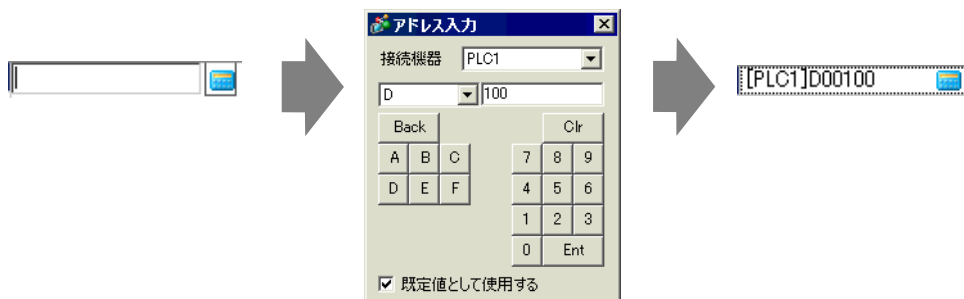 アドレス入力
接続機器 PLC1
D 100
Back Clr
A B C 7 8 9
D E F 4 5 6
1 2 3
0 Ent
既定値として使用する
[PLC1]D00100